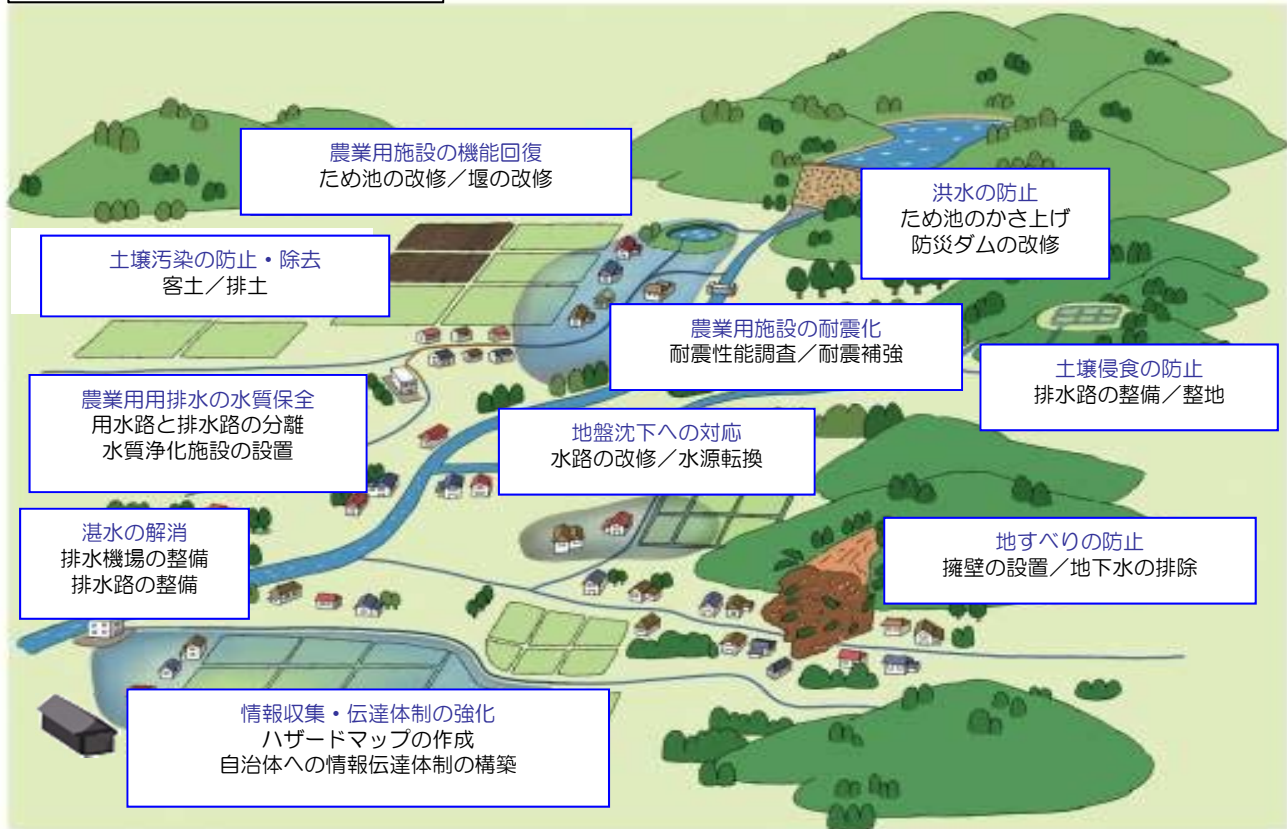 農業用施設の機能回復
ため池の改修／堰の改修
洪水の防止
ため池のかさ上げ
防災ダムの改修
土壌汚染の防止・除去
客土／排土
農業用施設の耐震化
耐震性能調査／耐震補強
土壌侵食の防止
排水路の整備／整地
農業用用排水の水質保全
用水路と排水路の分離
水質浄化施設の設置
地盤沈下への対応
水路の改修／水源転換
湛水の解消
排水機場の整備
排水路の整備
地すべりの防止
擁壁の設置／地下水の排除
情報収集・伝達体制の強化
ハザードマップの作成
自治体への情報伝達体制の構築